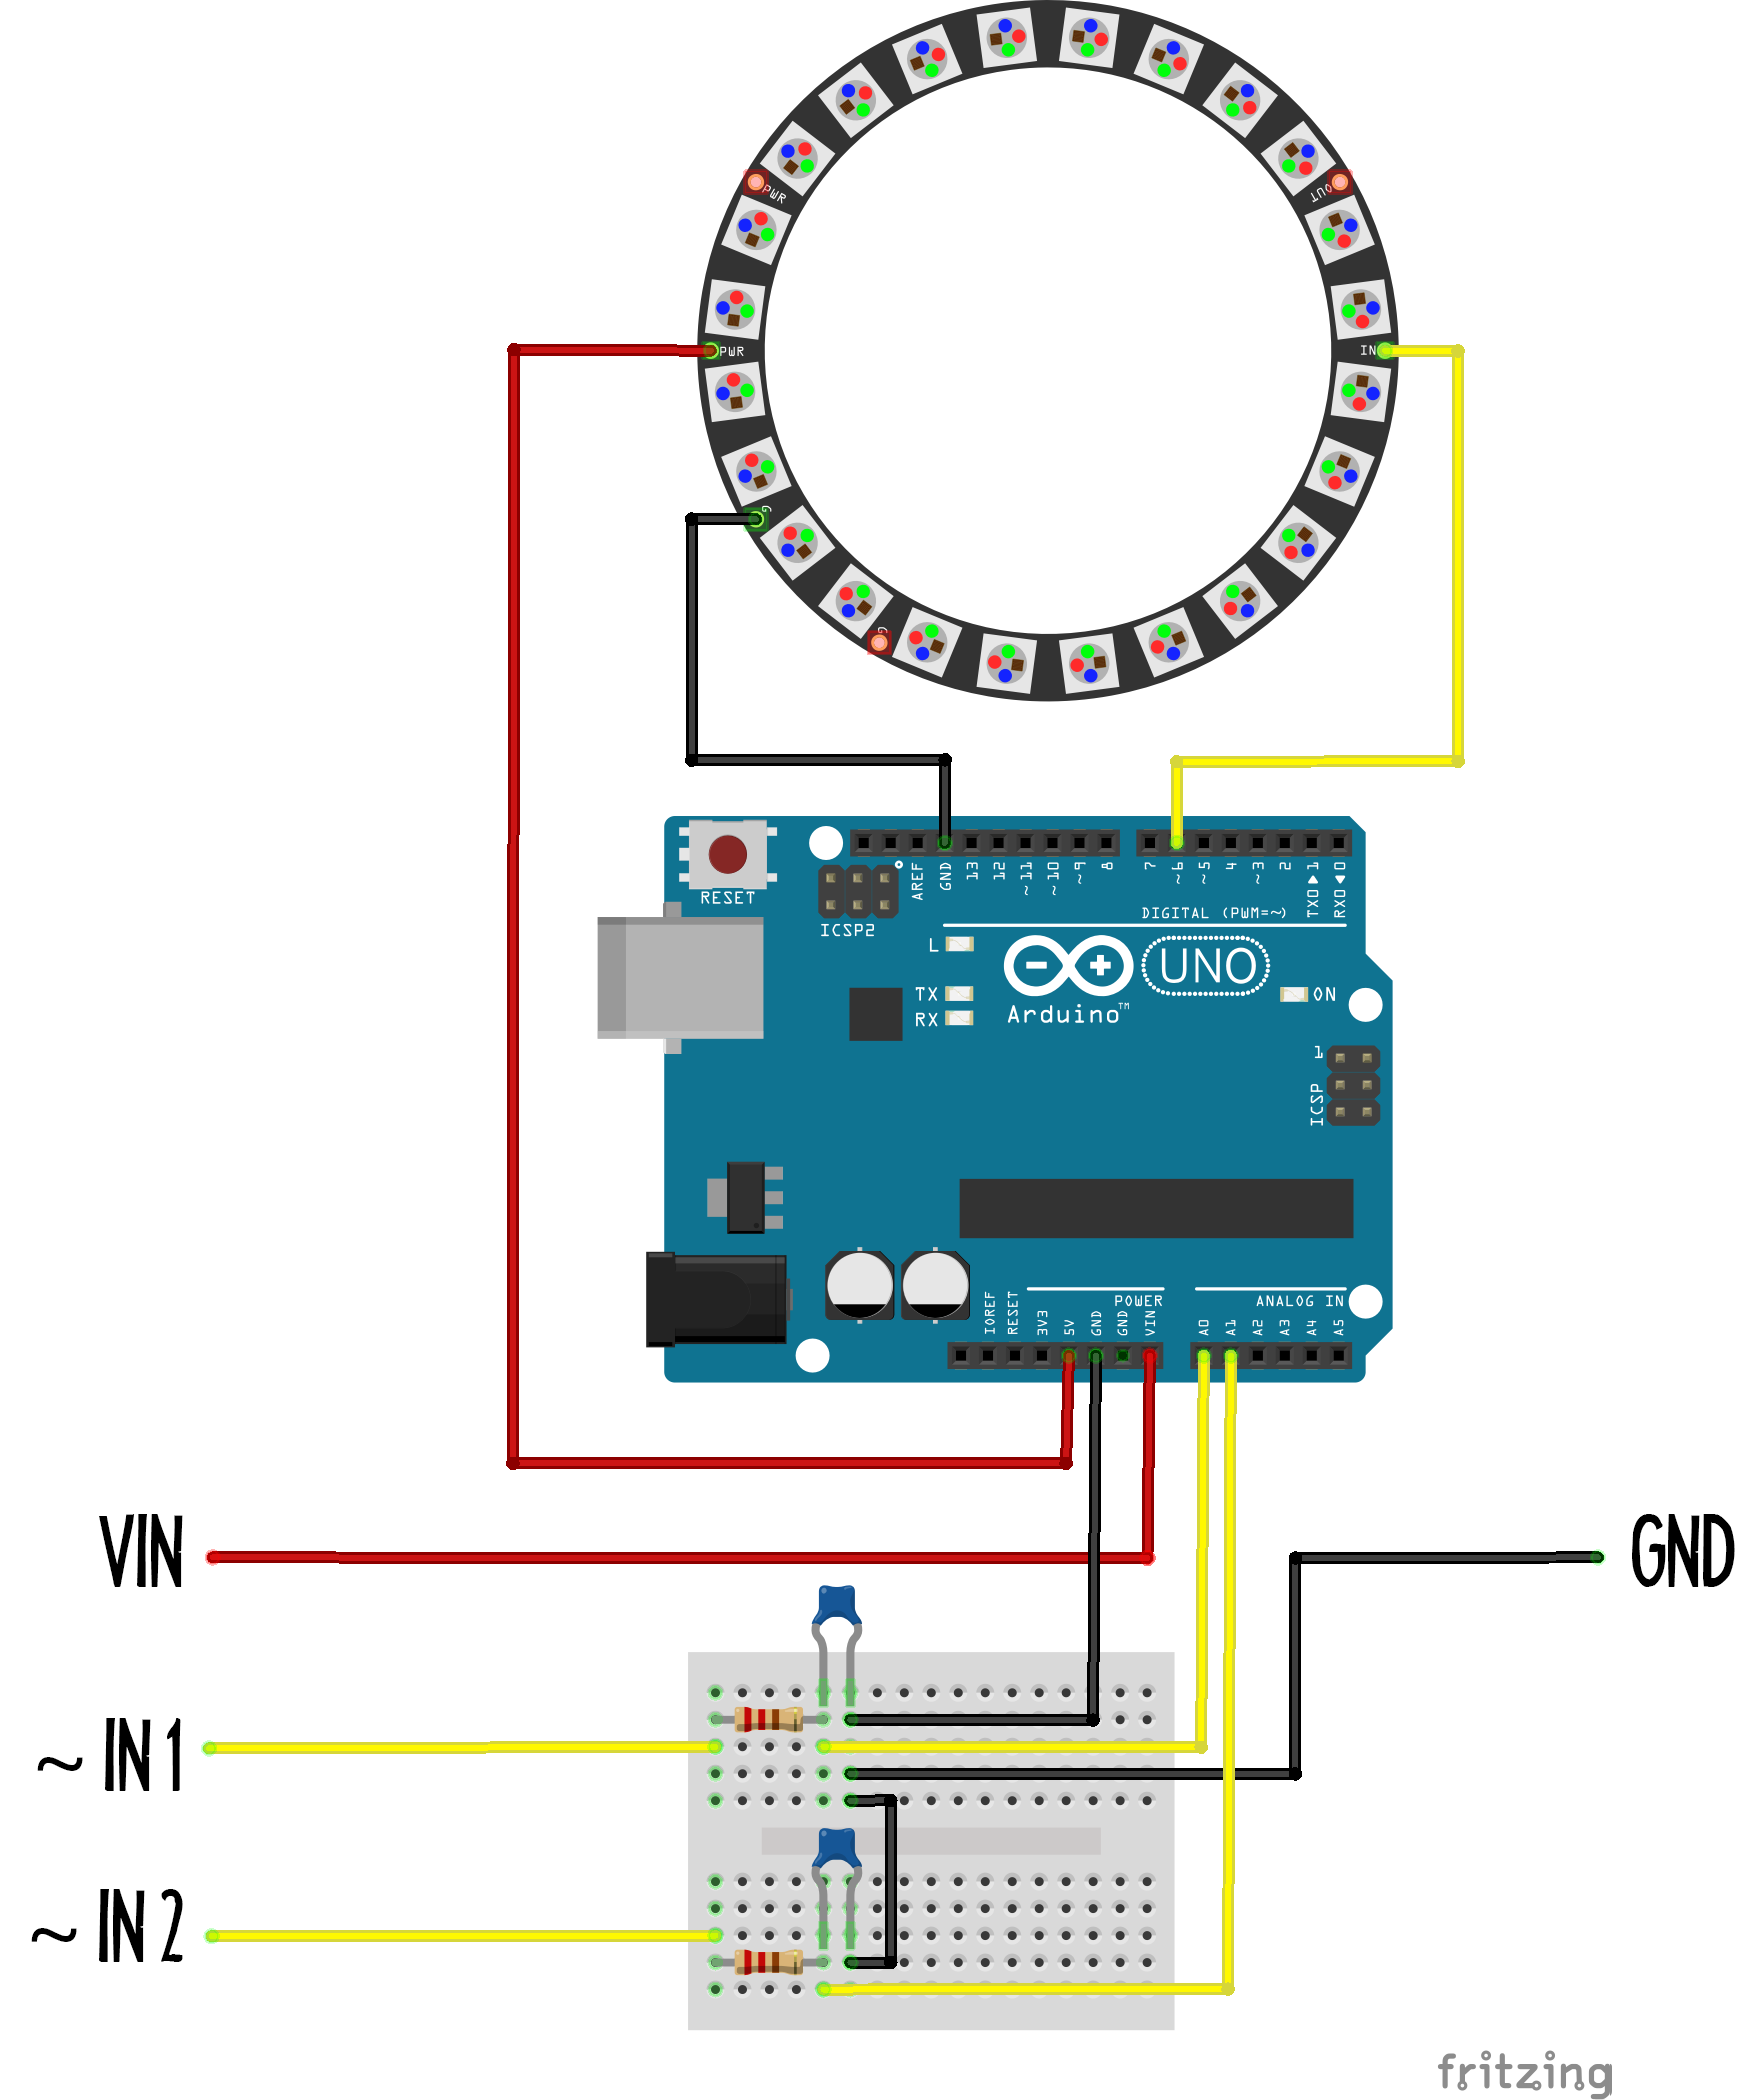 PWR
OUT
PWR
IN
G
G
RESET
ICSP2
AREF
GND
13
12
~11
~10
~9
8
7
~6
~5
4
~3
2
TX0▶1
RX0◀0
DIGITAL (PWM=~)
L
TX
RX
Arduino™
UNO
ON
1
ICSP
IOREF
RESET
3V3
5V
GND
GND
VIN
POWER
A0
A1
A2
A3
A4
A5
ANALOG IN
VIN
GND
~ IN 1
~ IN 2
fritzing